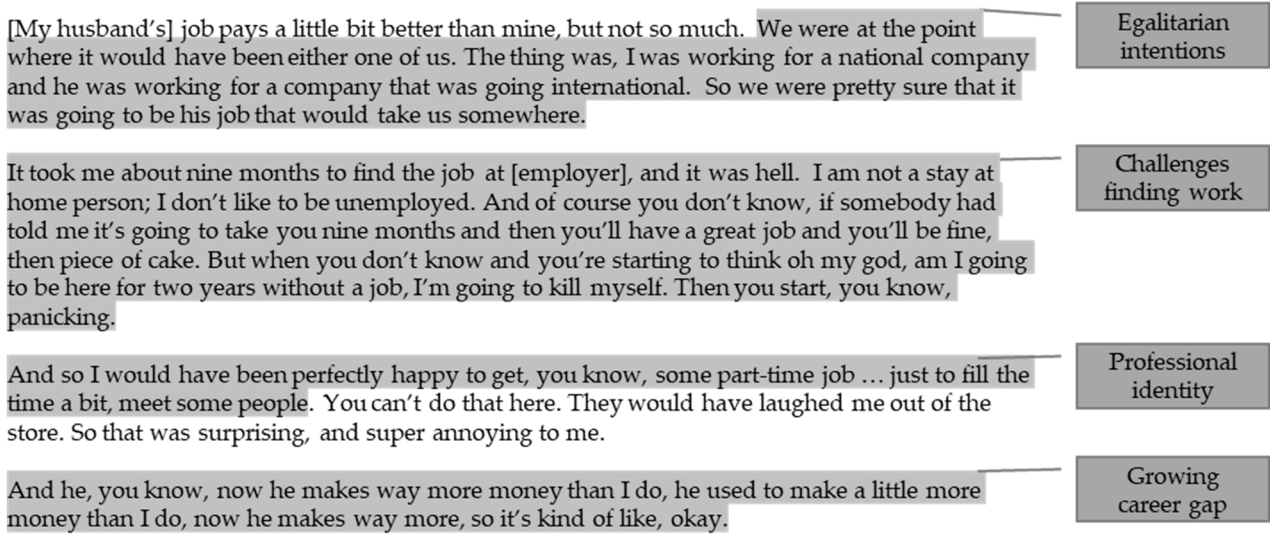 [My husband's] job pays a little bit better than mine, but not so much. We were at the point
where it would have been either one of us. The thing was, I was working for a national company
and he was working for a company that was going international. So we were pretty sure that it
was going to be his job that would take us somewhere.
Egalitarian
intentions
It took me about nine months to find the job at [employer], and it was hell. I am not a stay at
home person; I don't like to be unemployed. And of course you don't know, if somebody had
told me it's going to take you nine months and then you'll have a great job and you'll be fine,
then piece of cake. But when you don't know and you're starting to think oh my god, am I going
to be here for two years without a job, I'm going to kill myself. Then you start, you know,
panicking.
Challenges
finding work
And so I would have been perfectly happy to get, you know, some part-time job … just to fill the
time a bit, meet some people. You can't do that here. They would have laughed me out of the
store. So that was surprising, and super annoying to me.
Professional
identity
And he, you know, now he makes way more money than I do, he used to make a little more
money than I do, now he makes way more, so it's kind of like, okay.
Growing
career gap